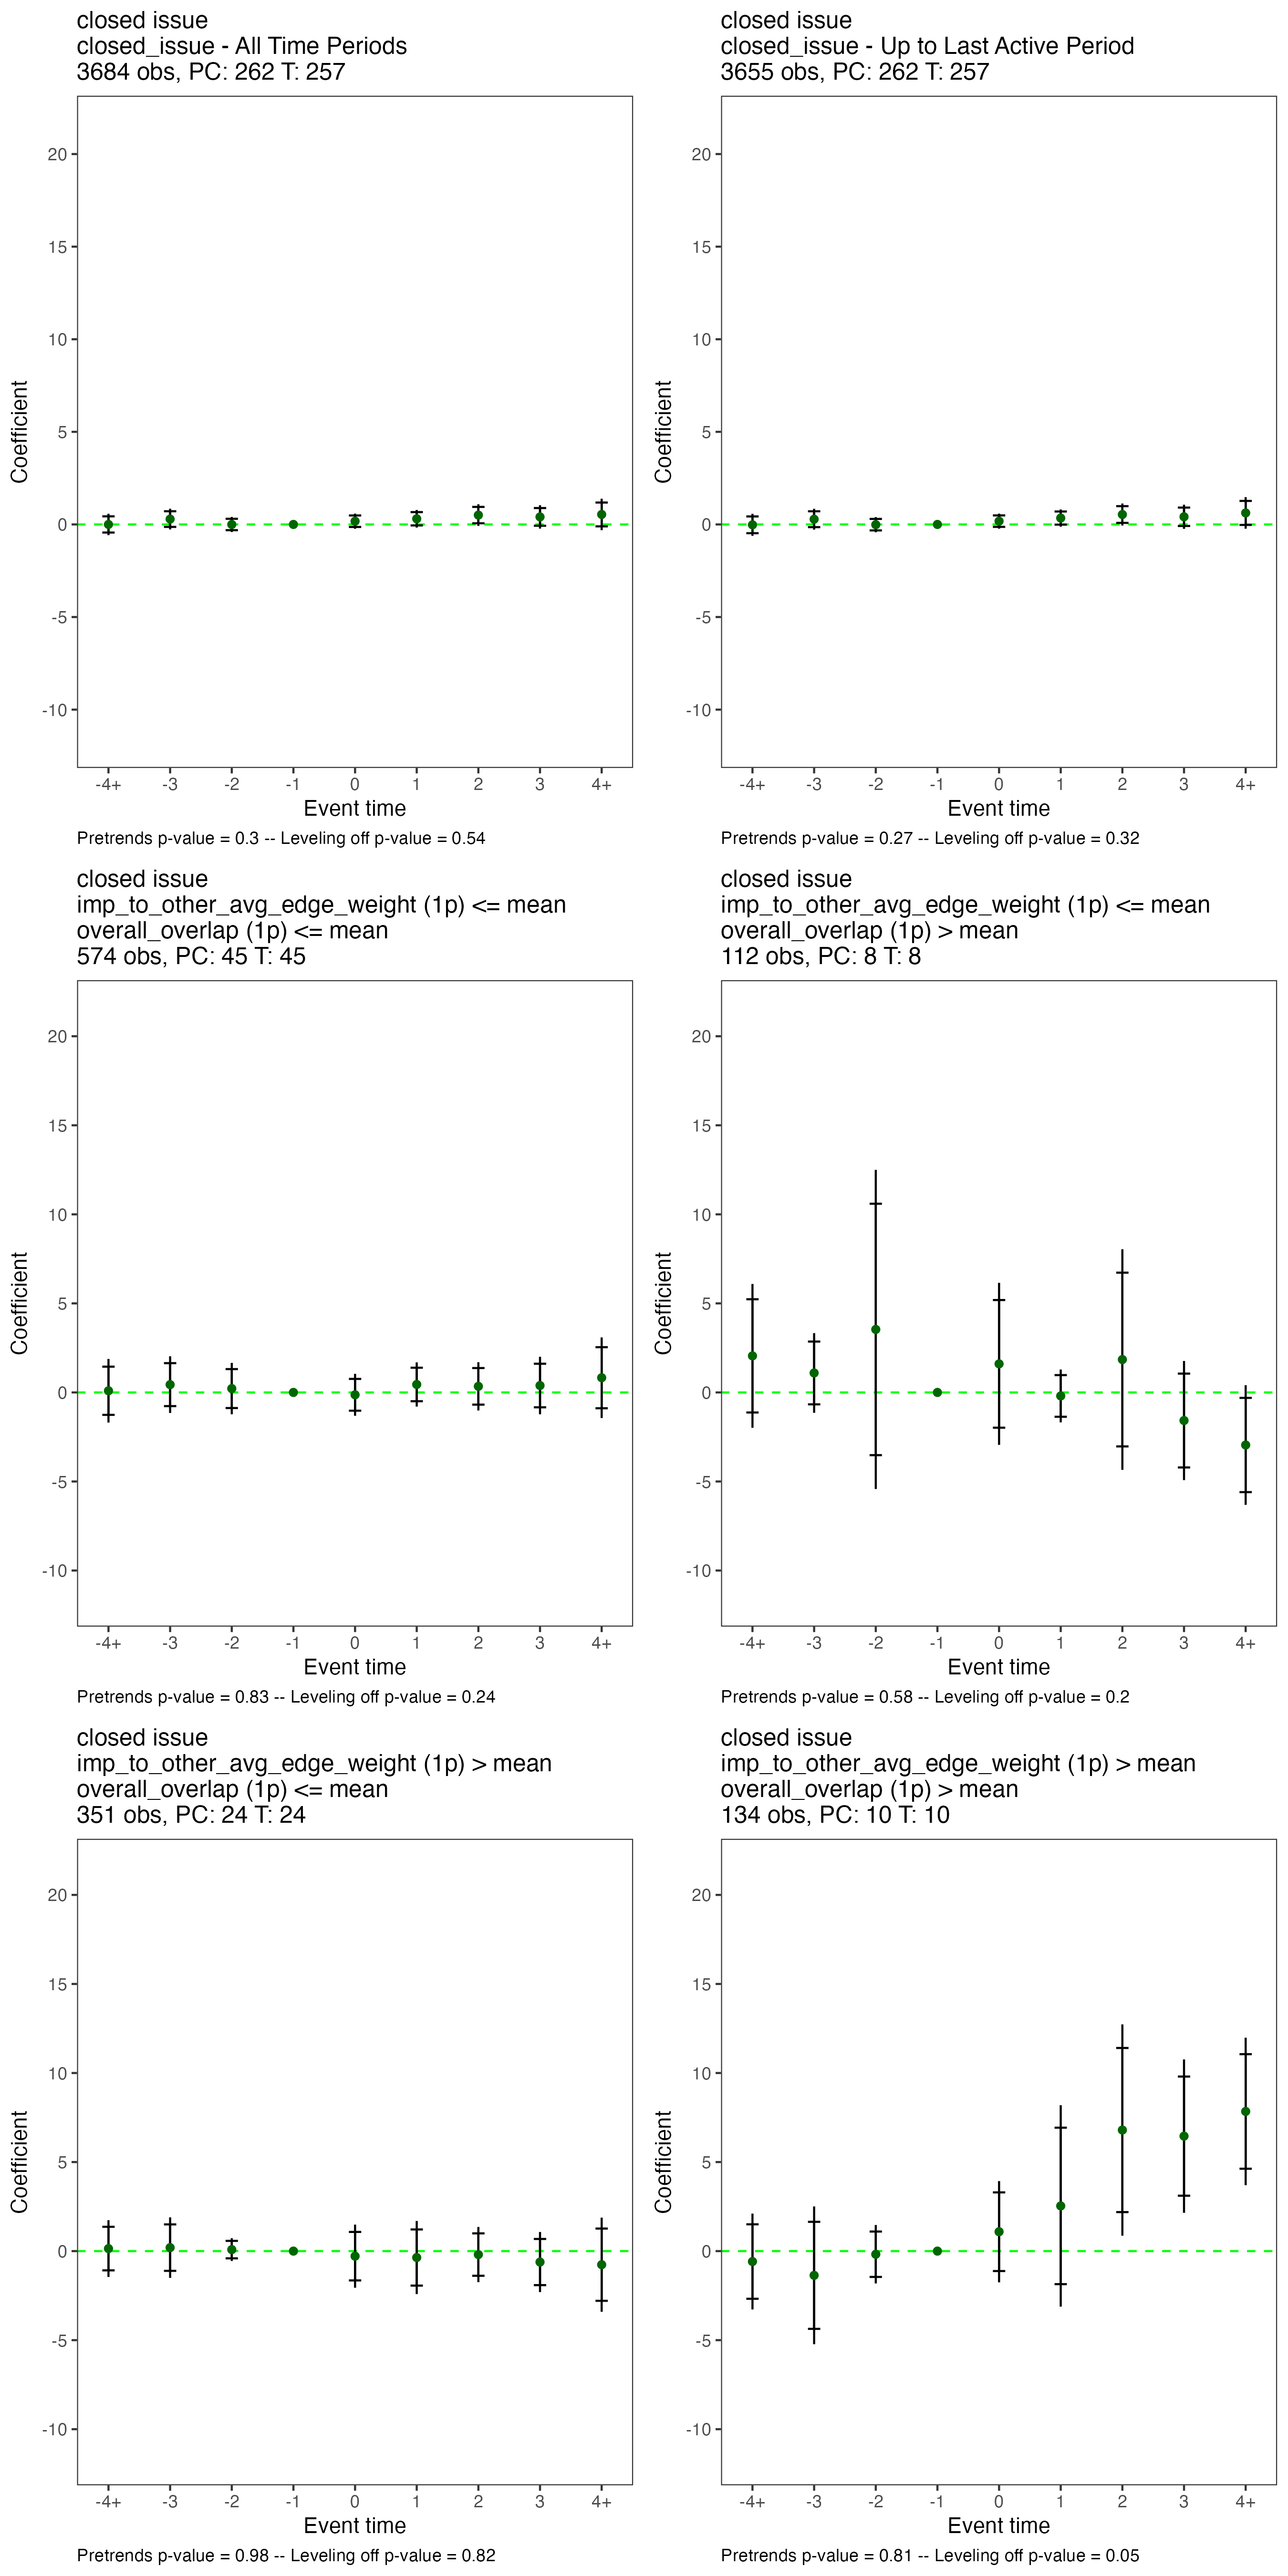 closed issue
closed_issue - All Time Periods
3684 obs, PC: 262 T: 257
20
15
10
5
0
-5
-10
Coefficient
-4+ -3 -2 -1 0 1 2 3 4+
Event time
Pretrends p-value = 0.3 -- Leveling off p-value = 0.54
closed issue
closed_issue - Up to Last Active Period
3655 obs, PC: 262 T: 257
20
15
10
5
0
-5
-10
Coefficient
-4+ -3 -2 -1 0 1 2 3 4+
Event time
Pretrends p-value = 0.27 -- Leveling off p-value = 0.32
closed issue
imp_to_other_avg_edge_weight (1p) <= mean
overall_overlap (1p) <= mean
574 obs, PC: 45 T: 45
20
15
10
5
0
-5
-10
Coefficient
-4+ -3 -2 -1 0 1 2 3 4+
Event time
Pretrends p-value = 0.83 -- Leveling off p-value = 0.24
closed issue
imp_to_other_avg_edge_weight (1p) <= mean
overall_overlap (1p) > mean
112 obs, PC: 8 T: 8
20
15
10
5
0
-5
-10
Coefficient
-4+ -3 -2 -1 0 1 2 3 4+
Event time
Pretrends p-value = 0.58 -- Leveling off p-value = 0.2
closed issue
imp_to_other_avg_edge_weight (1p) > mean
overall_overlap (1p) <= mean
351 obs, PC: 24 T: 24
20
15
10
5
0
-5
-10
Coefficient
-4+ -3 -2 -1 0 1 2 3 4+
Event time
Pretrends p-value = 0.98 -- Leveling off p-value = 0.82
closed issue
imp_to_other_avg_edge_weight (1p) > mean
overall_overlap (1p) > mean
134 obs, PC: 10 T: 10
20
15
10
5
0
-5
-10
Coefficient
-4+ -3 -2 -1 0 1 2 3 4+
Event time
Pretrends p-value = 0.81 -- Leveling off p-value = 0.05